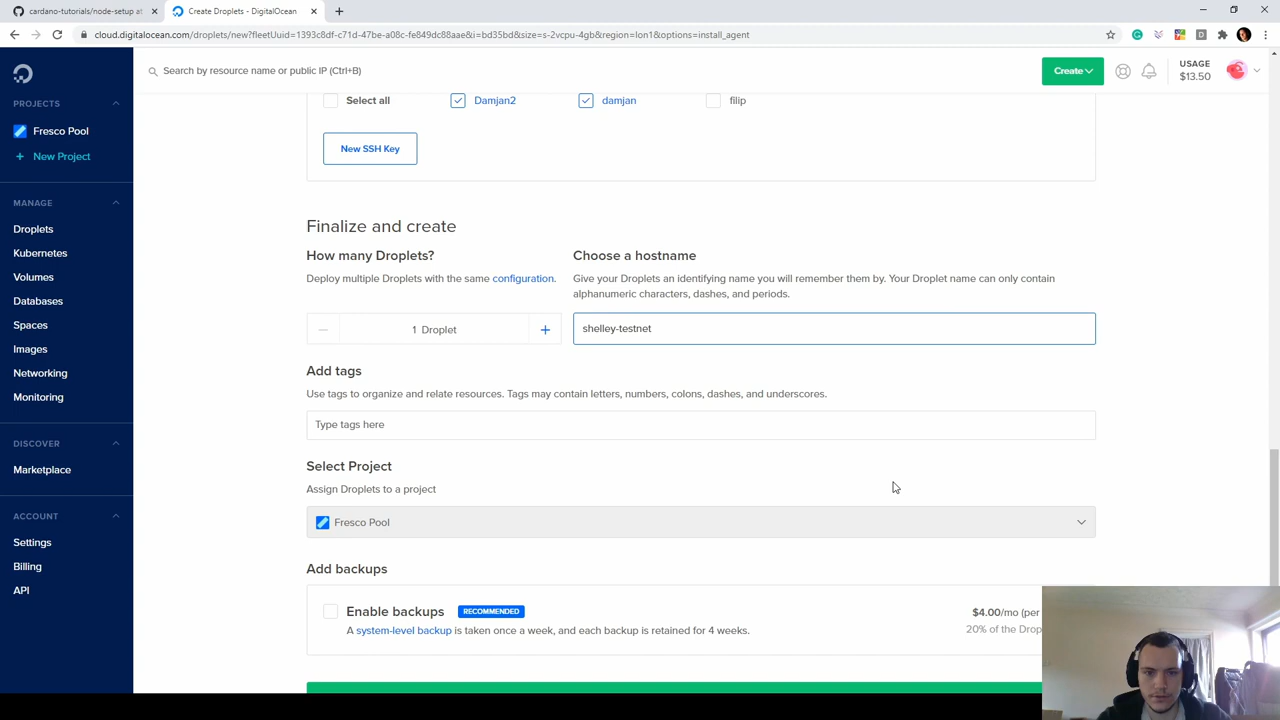 cardano-tutorials/node-setup at
Create Droplets - DigitalOcean
cloud.digitalocean.com/droplets/new?fleetUuid=1393c8df-c71d-47be-a08c-fe849dc88aae&i=bd35bd&size=s-2vcpu-4gb&region=lon1&options=install_agent
Search by resource name or public IP (Ctrl+B)
Create
USAGE
$13.50
PROJECTS
Fresco Pool
+ New Project
MANAGE
Droplets
Kubernetes
Volumes
Databases
Spaces
Images
Networking
Monitoring
DISCOVER
Marketplace
ACCOUNT
Settings
Billing
API
Select all
Damjan2
damjan
filip
New SSH Key
Finalize and create
How many Droplets?
Deploy multiple Droplets with the same configuration.
1 Droplet
Choose a hostname
Give your Droplets an identifying name you will remember them by. Your Droplet name can only contain
alphanumeric characters, dashes, and periods.
shelley-testnet
Add tags
Use tags to organize and relate resources. Tags may contain letters, numbers, colons, dashes, and underscores.
Type tags here
Select Project
Assign Droplets to a project
Fresco Pool
Add backups
Enable backups RECOMMENDED
$4.00/mo (per
A system-level backup is taken once a week, and each backup is retained for 4 weeks.
20% of the Drop